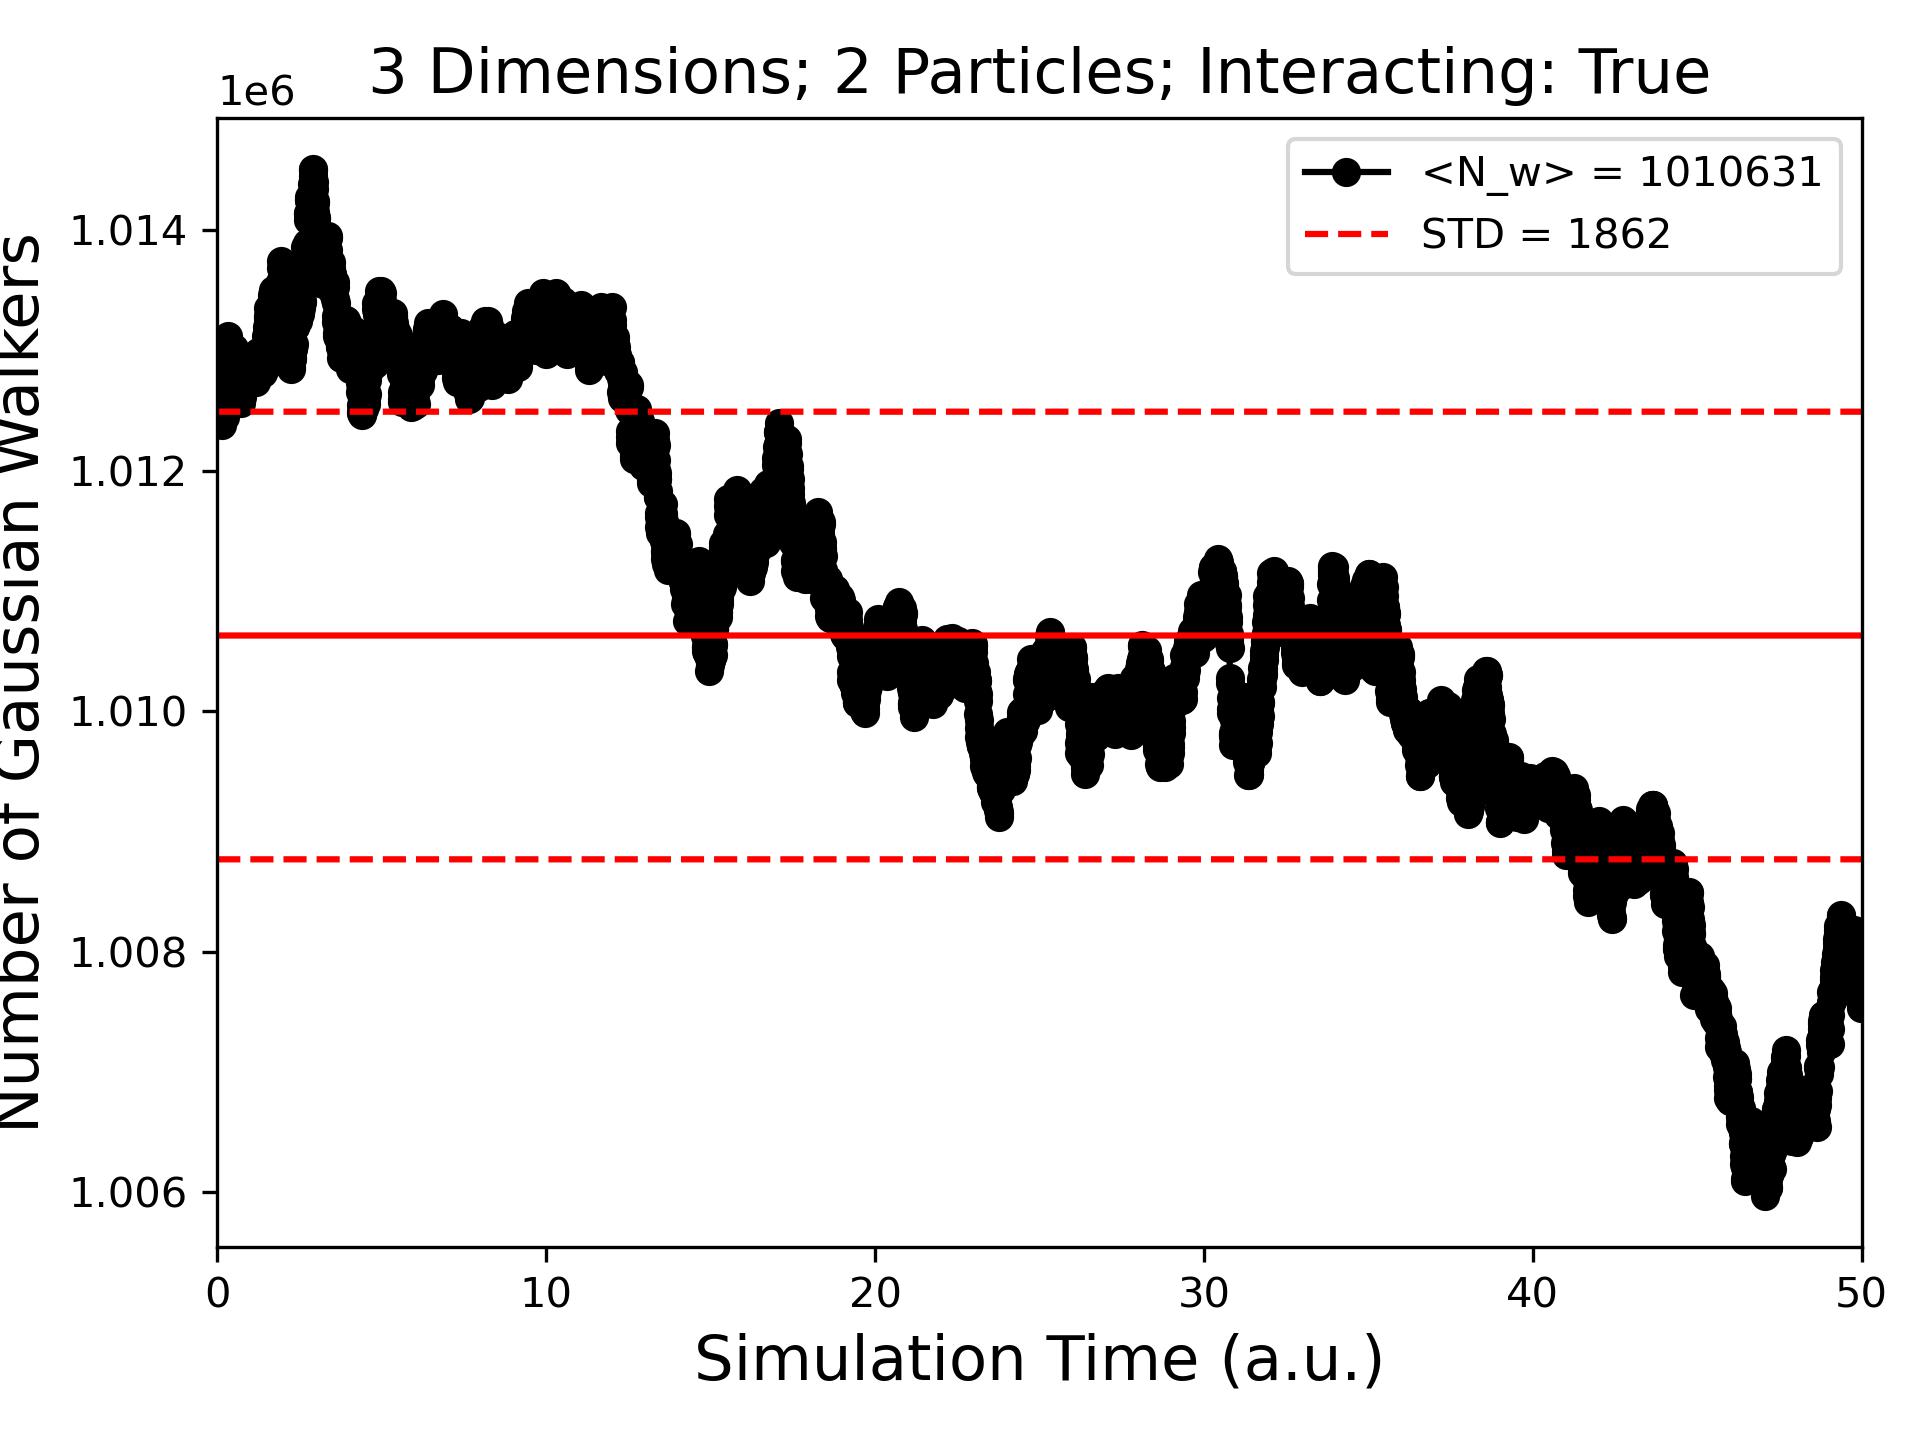 3 Dimensions; 2 Particles; Interacting: True
1e6
<N_w> = 1010631
STD = 1862
Number of Gaussian Walkers
1.014
1.012
1.010
1.008
1.006
0 10 20 30 40 50
Simulation Time (a.u.)